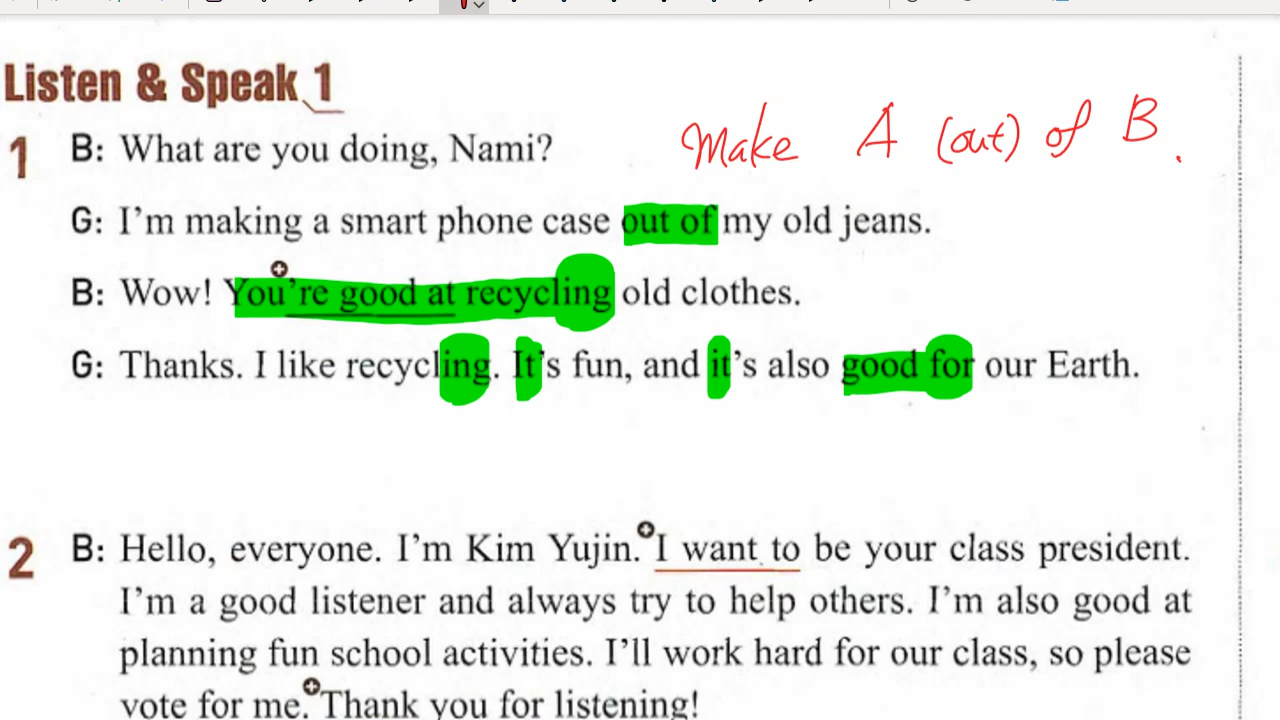 Listen & Speak 1
Make A (out) of B.
1 B: What are you doing, Nami?
G: I'm making a smart phone case out of my old jeans.
B: Wow! You're good at recycling old clothes.
G: Thanks. I like recycling. It's fun, and it's also good for our Earth.
2 B: Hello, everyone. I'm Kim Yujin. I want to be your class president.
I'm a good listener and always try to help others. I'm also good at
planning fun school activities. I'll work hard for our class, so please
vote for me. Thank you for listening!